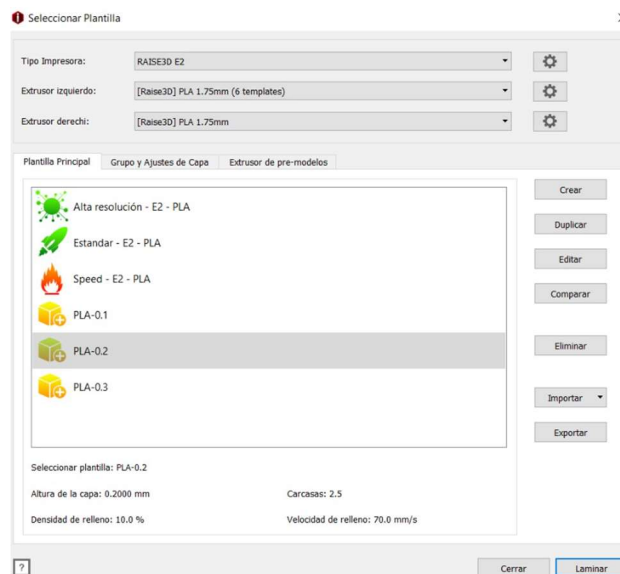 Seleccionar Plantilla
Tipo Impresora: RAISE3D E2
Extrusor izquierdo: [Raise3D] PLA 1.75mm (6 templates)
Extrusor derechi: [Raise3D] PLA 1.75mm
Plantilla Principal Grupo y Ajustes de Capa Extrusor de pre-modelos
Alta resolución - E2 - PLA
Estandar - E2 - PLA
Speed - E2 - PLA
PLA-0.1
PLA-0.2
PLA-0.3
Crear
Duplicar
Editar
Comparar
Eliminar
Importar
Exportar
Seleccionar plantilla: PLA-0.2
Altura de la capa: 0.2000 mm Carcasas: 2.5
Densidad de relleno: 10.0 % Velocidad de relleno: 70.0 mm/s
? Cerrar Laminar